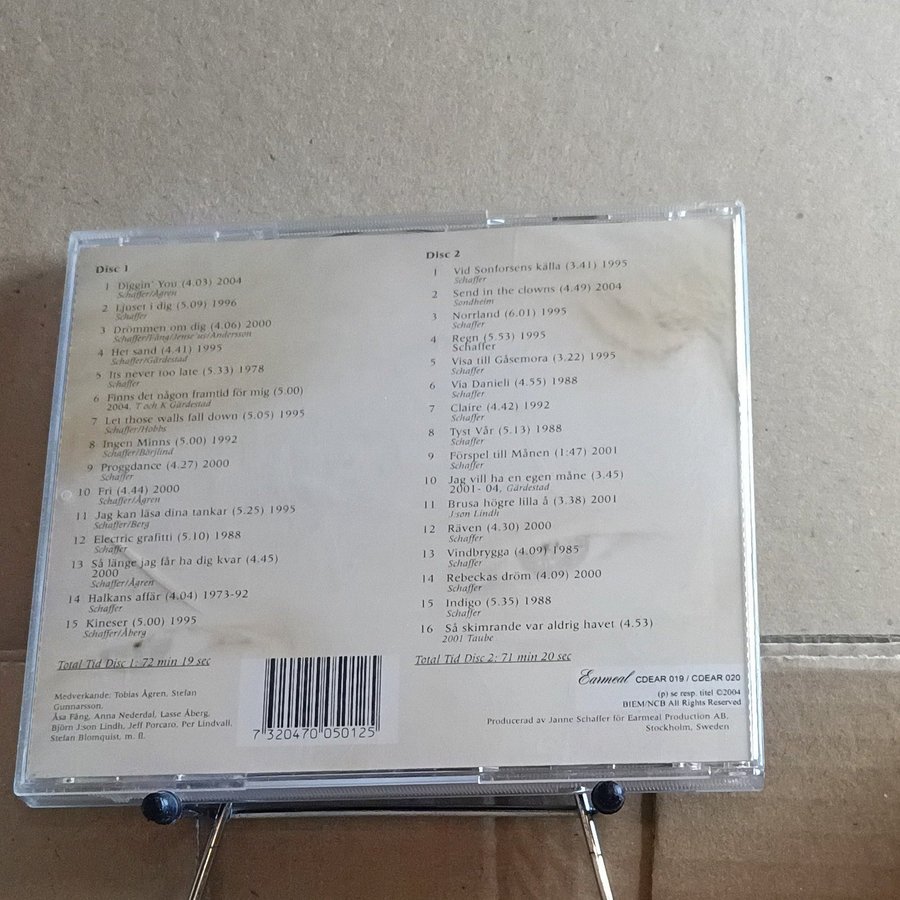 Disc 1
1 Diggin' You (4.03) 2004
Schaffer/Ågren
2 Ljuset i dig (5.09) 1996
Schaffer
3 Drömmen om dig (4.06) 2000
Schaffer/Fång/Jense'us/Andersson
4 Het sand (4.41) 1995
Schaffer/Gärdestad
5 Its never too late (5.33) 1978
Schaffer
6 Finns det någon framtid för mig (5.00)
2004, T och K Gärdestad
7 Let those walls fall down (5.05) 1995
Schaffer/Hobbs
8 Ingen Minns (5.00) 1992
Schaffer/Börjlind
9 Proggdance (4.27) 2000
Schaffer
10 Fri (4.44) 2000
Schaffer/Ågren
11 Jag kan läsa dina tankar (5.25) 1995
Schaffer/Berg
12 Electric grafitti (5.10) 1988
Schaffer
13 Så länge jag får ha dig kvar (4.45)
2000
Schaffer/Ågren
14 Halkans affär (4.04) 1973-92
Schaffer
15 Kineser (5.00) 1995
Schaffer/Åberg
Total Tid Disc 1: 72 min 19 sec
Medverkande: Tobias Ågren, Stefan
Gunnarsson,
Åsa Fång, Anna Nederdal, Lasse Åberg,
Björn J:son Lindh, Jeff Porcaro, Per Lindvall,
Stefan Blomquist, m. fl.
7 320470 050125
Disc 2
1 Vid Sonforsens källa (3.41) 1995
Schaffer
2 Send in the clowns (4.49) 2004
Sondheim
3 Norrland (6.01) 1995
Schaffer
4 Regn (5.53) 1995
Schaffer
5 Visa till Gåsemora (3.22) 1995
Schaffer
6 Via Danieli (4.55) 1988
Schaffer
7 Claire (4.42) 1992
Schaffer
8 Tyst Vår (5.13) 1988
Schaffer
9 Förspel till Månen (1:47) 2001
Schaffer
10 Jag vill ha en egen måne (3.45)
2001- 04, Gärdestad
11 Brusa högre lilla å (3.38) 2001
J:son Lindh
12 Räven (4.30) 2000
Schaffer
13 Vindbrygga (4.09) 1985
Schaffer
14 Rebeckas dröm (4.09) 2000
Schaffer
15 Indigo (5.35) 1988
Schaffer
16 Så skimrande var aldrig havet (4.53)
2001 Taube
Total Tid Disc 2: 71 min 20 sec
Earmeal CDEAR 019 / CDEAR 020
(p) se resp. titel ©2004
BIEM/NCB All Rights Reserved
Producerad av Janne Schaffer för Earmeal Production AB,
Stockholm, Sweden